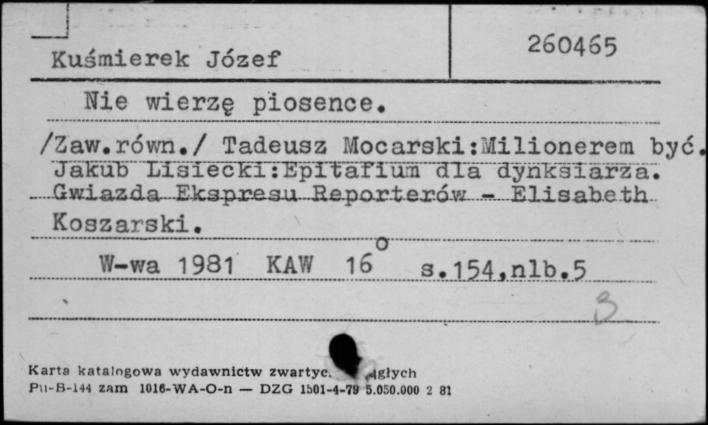 Kuśmierek Józef
260465
Nie wierzę piosence.
/Zaw.równ./ Tadeusz Mocarski:Milionerem być.
Jakub Lisiecki:Epitafium dla dynksiarza.
Gwiazda Ekspresu Reporterów - Elisabeth
Koszarski.
W-wa 1981 KAW 16° s.154,nlb.5
3
Karta katalogowa wydawnictw zwartyc. głych
Pu-B-144 zam 1016-WA-O-n — DZG 1501-4-79 5.050.000 2 81